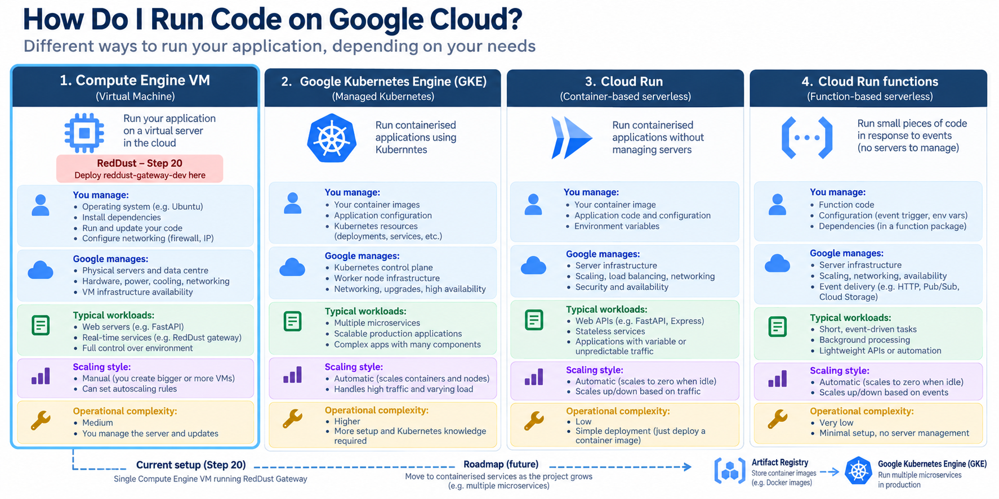 How Do I Run Code on Google Cloud?
Different ways to run your application, depending on your needs
1. Compute Engine VM
(Virtual Machine)
Run your application
on a virtual server
in the cloud
RedDust – Step 20
Deploy reddust-gateway-dev here
You manage:
• Operating system (e.g. Ubuntu)
• Install dependencies
• Run and update your code
• Configure networking (firewall, IP)
Google manages:
• Physical servers and data centre
• Hardware, power, cooling, networking
• VM infrastructure availability
Typical workloads:
• Web servers (e.g. FastAPI)
• Real-time services (e.g. RedDust gateway)
• Full control over environment
Scaling style:
• Manual (you create bigger or more VMs)
• Can set autoscaling rules
Operational complexity:
• Medium
• You manage the server and updates
2. Google Kubernetes Engine (GKE)
(Managed Kubernetes)
Run containerised
applications using
Kubernntes
You manage:
• Your container images
• Application configuration
• Kubernetes resources
(deployments, services, etc.)
Google manages:
• Kubernetes control plane
• Worker node infrastructure
• Networking, upgrades, high availability
Typical workloads:
• Multiple microservices
• Scalable production applications
• Complex apps with many components
Scaling style:
• Automatic (scales containers and nodes)
• Handles high traffic and varying load
Operational complexity:
• Higher
• More setup and Kubernetes knowledge
required
3. Cloud Run
(Container-based serverless)
Run containerised
applications without
managing servers
You manage:
• Your container image
• Application code and configuration
• Environment variables
Google manages:
• Server infrastructure
• Scaling, load balancing, networking
• Security and availability
Typical workloads:
• Web APIs (e.g. FastAPI, Express)
• Stateless services
• Applications with variable or
unpredictable traffic
Scaling style:
• Automatic (scales to zero when idle)
• Scales up/down based on traffic
Operational complexity:
• Low
• Simple deployment (just deploy a
container image)
4. Cloud Run functions
(Function-based serverless)
Run small pieces of code
in response to events
(no servers to manage)
You manage:
• Function code
• Configuration (event trigger, env vars)
• Dependencies (in a function package)
Google manages:
• Server infrastructure
• Scaling, networking, availability
• Event delivery (e.g. HTTP, Pub/Sub,
Cloud Storage)
Typical workloads:
• Short, event-driven tasks
• Background processing
• Lightweight APIs or automation
Scaling style:
• Automatic (scales to zero when idle)
• Scales up/down based on events
Operational complexity:
• Very low
• Minimal setup, no server management
Current setup (Step 20)
Single Compute Engine VM running RedDust Gateway
Roadmap (future)
Move to containerised services as the project grows
(e.g. multiple microservices)
Artifact Registry
Store container images
(e.g. Docker images)
Google Kubernetes Engine (GKE)
Run multiple microservices
in production